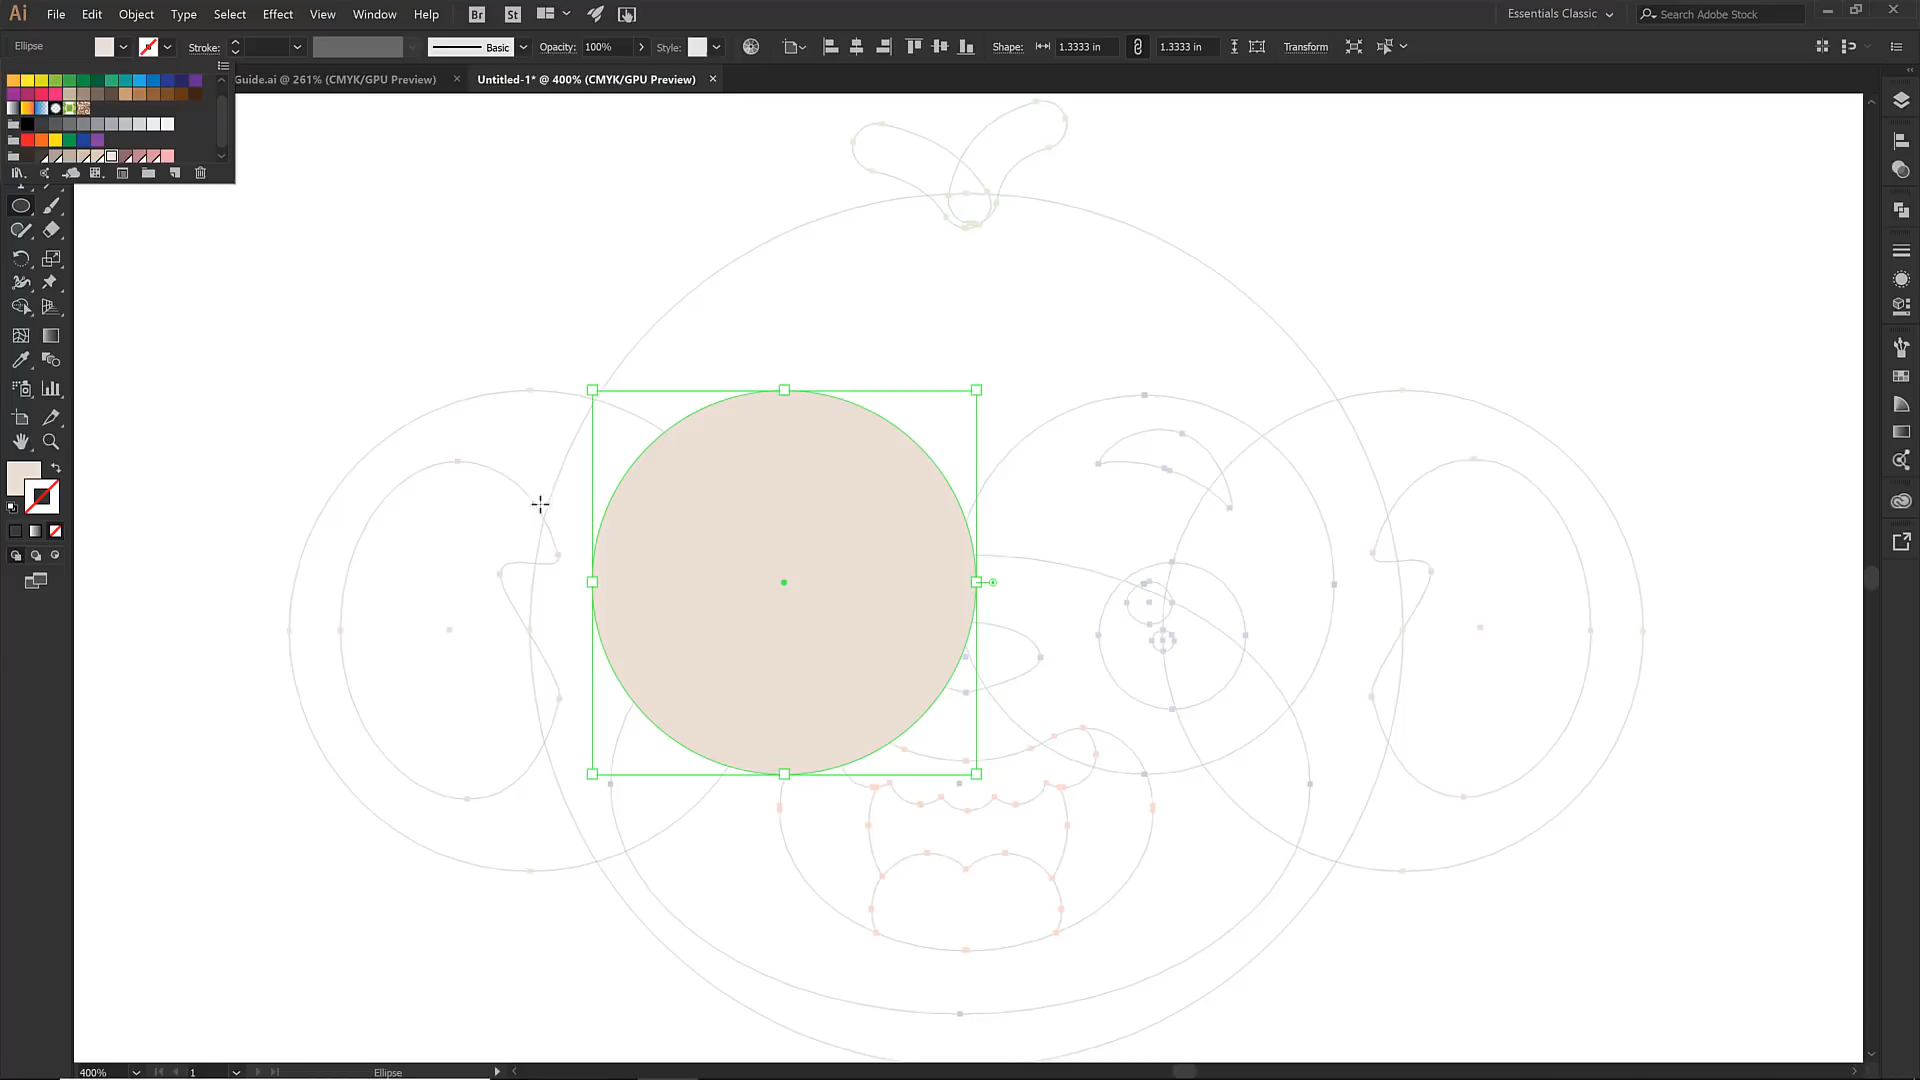 Ai File Edit Object Type Select Effect View Window Help Br St Essentials Classic Search Adobe Stock
Ellipse Stroke: Basic Opacity: 100% Style: Shape: 1.3333 in 1.3333 in Transform
Guide.ai @ 261% (CMYK/GPU Preview) × Untitled-1* @ 400% (CMYK/GPU Preview) ×
400% 1 Ellipse